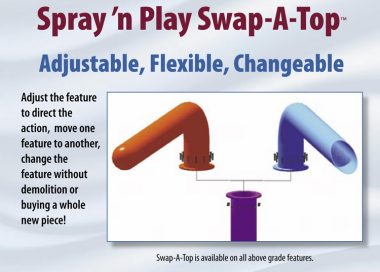 Spray 'n Play Swap-A-Top™
Adjustable, Flexible, Changeable
Adjust the feature
to direct the
action, move one
feature to another,
change the
feature without
demolition or
buying a whole
new piece!
Swap-A-Top is available on all above grade features.